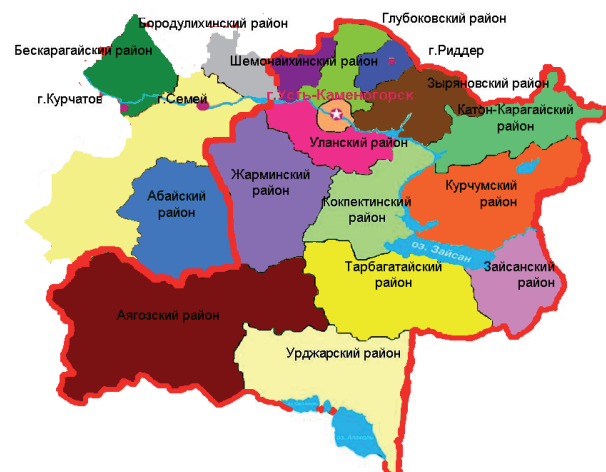 Глубоковский район
Бородулихинский район
Бескарагайский район
г.Риддер
Шемочаихинский район
Зыряновский район
г.Курчатов
г.Семей
г. Усть-Каменогорск
Катон-Карагайский
район
Уланский район
Абайский
район
Жарминский
район
Кокпектинский
район
Курчумский
район
оз. Зайсан
Тарбагатайский
район
Зайсанский
район
Аягозский район
Урджарский район